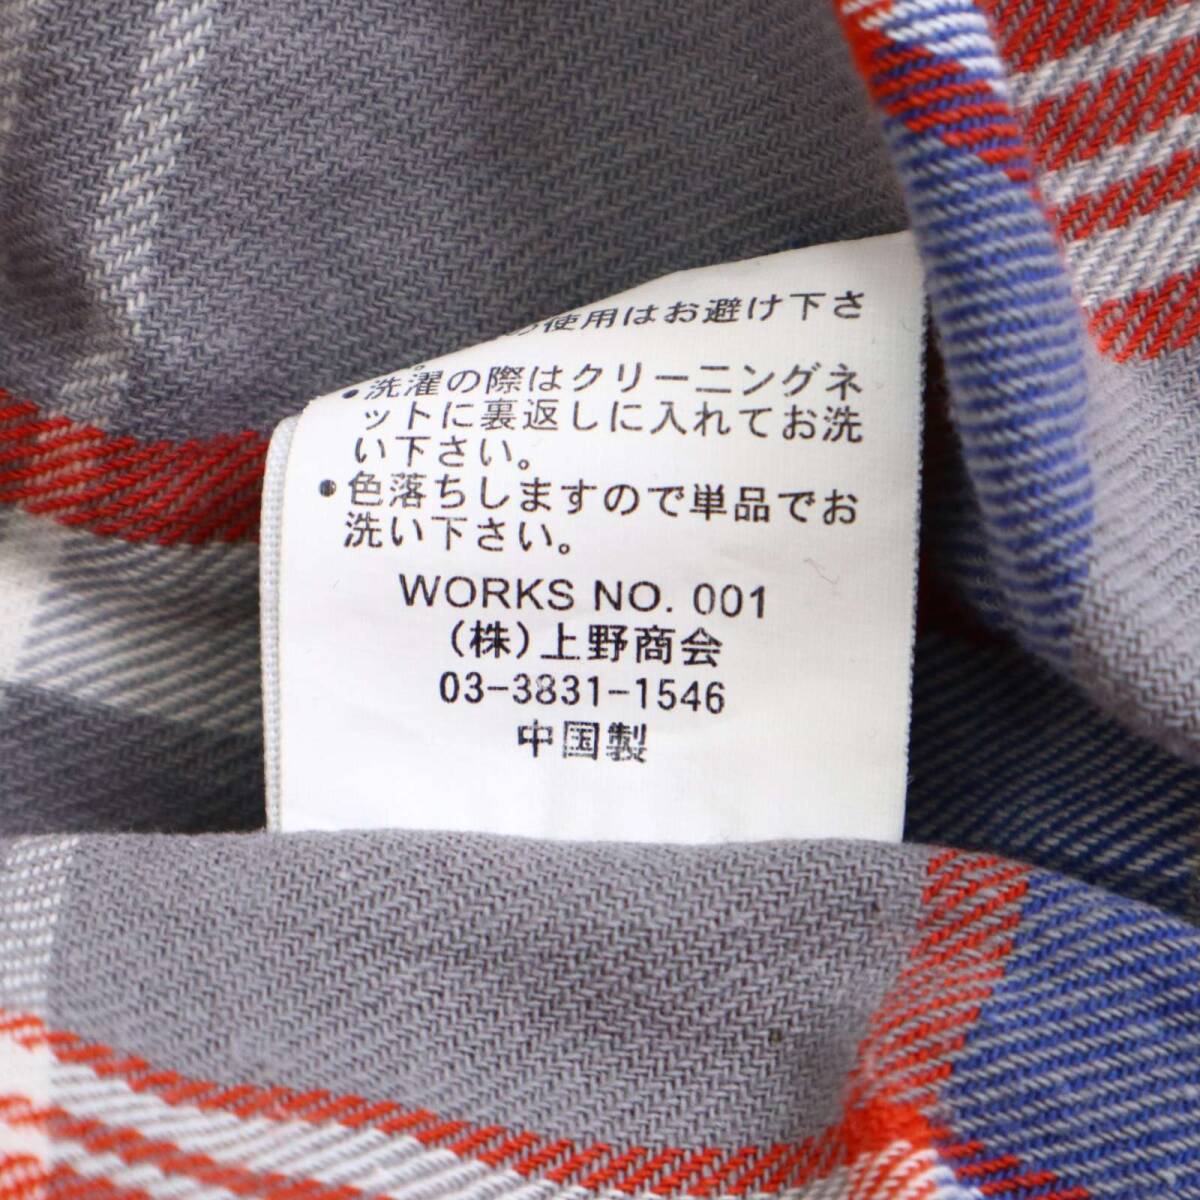 の使用はお避け下さ
。
•洗濯の際はクリーニングネ
ットに裏返しに入れてお洗
い下さい。
•色落ちしますので単品でお
洗い下さい。
WORKS NO. 001
(株)上野商会
03-3831-1546
中国製